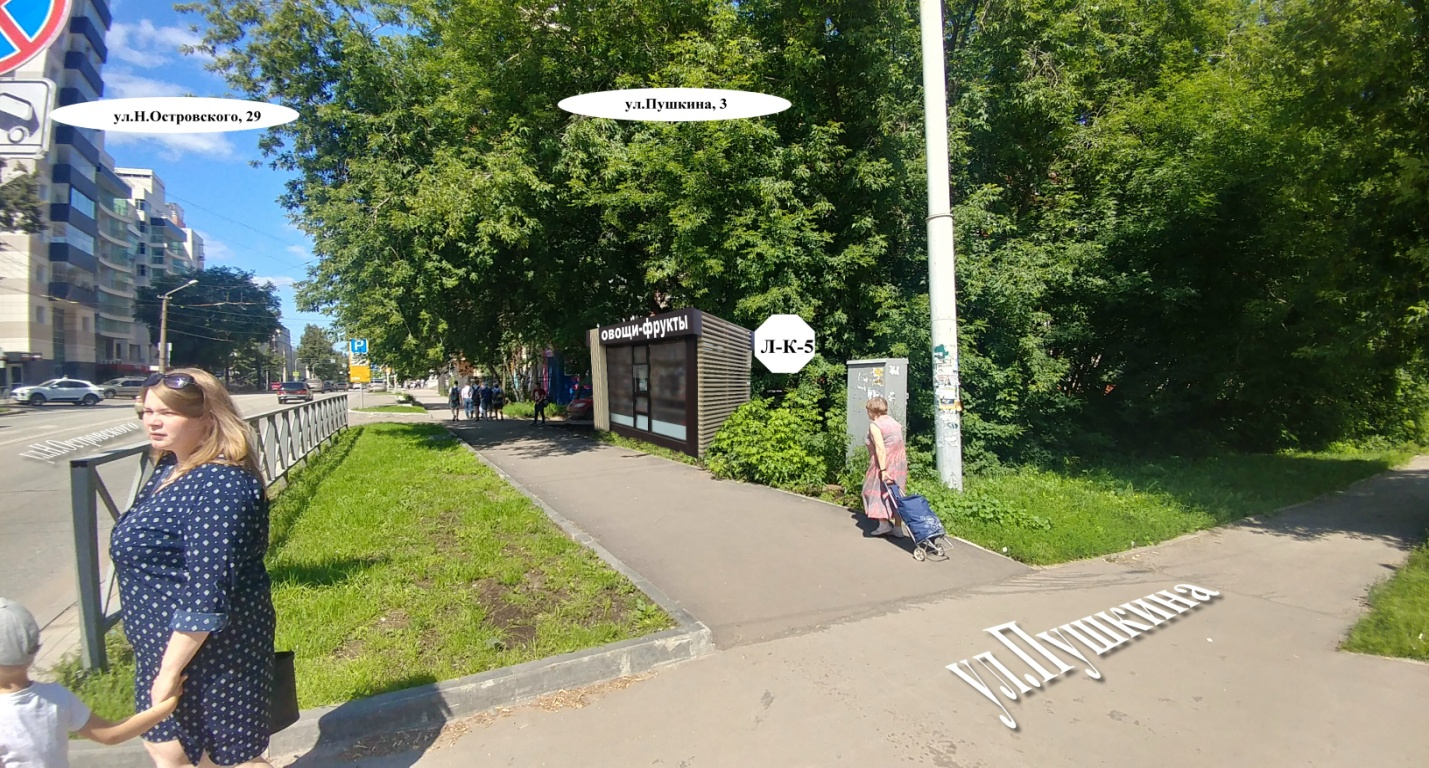 ул.Н.Островского, 29
ул.Пушкина, 3
овощи-фрукты
Л-К-5
P
ул.Н.Островского
ул.Пушкина